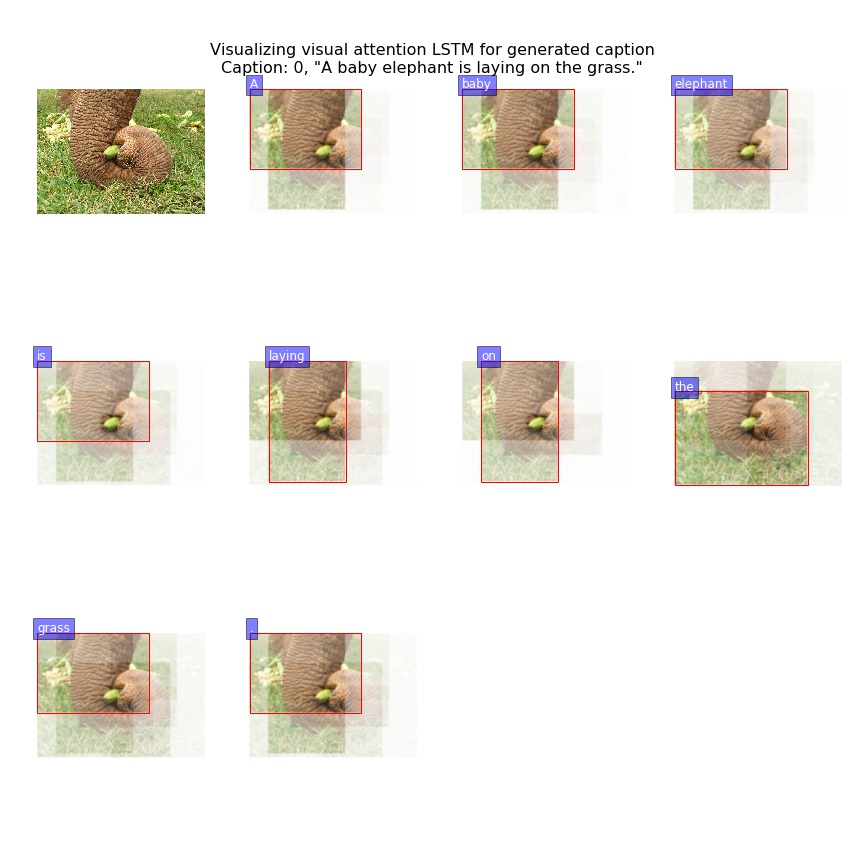 Visualizing visual attention LSTM for generated caption
Caption: 0, "A baby elephant is laying on the grass."
A
baby
elephant
is
laying
on
the
grass
.